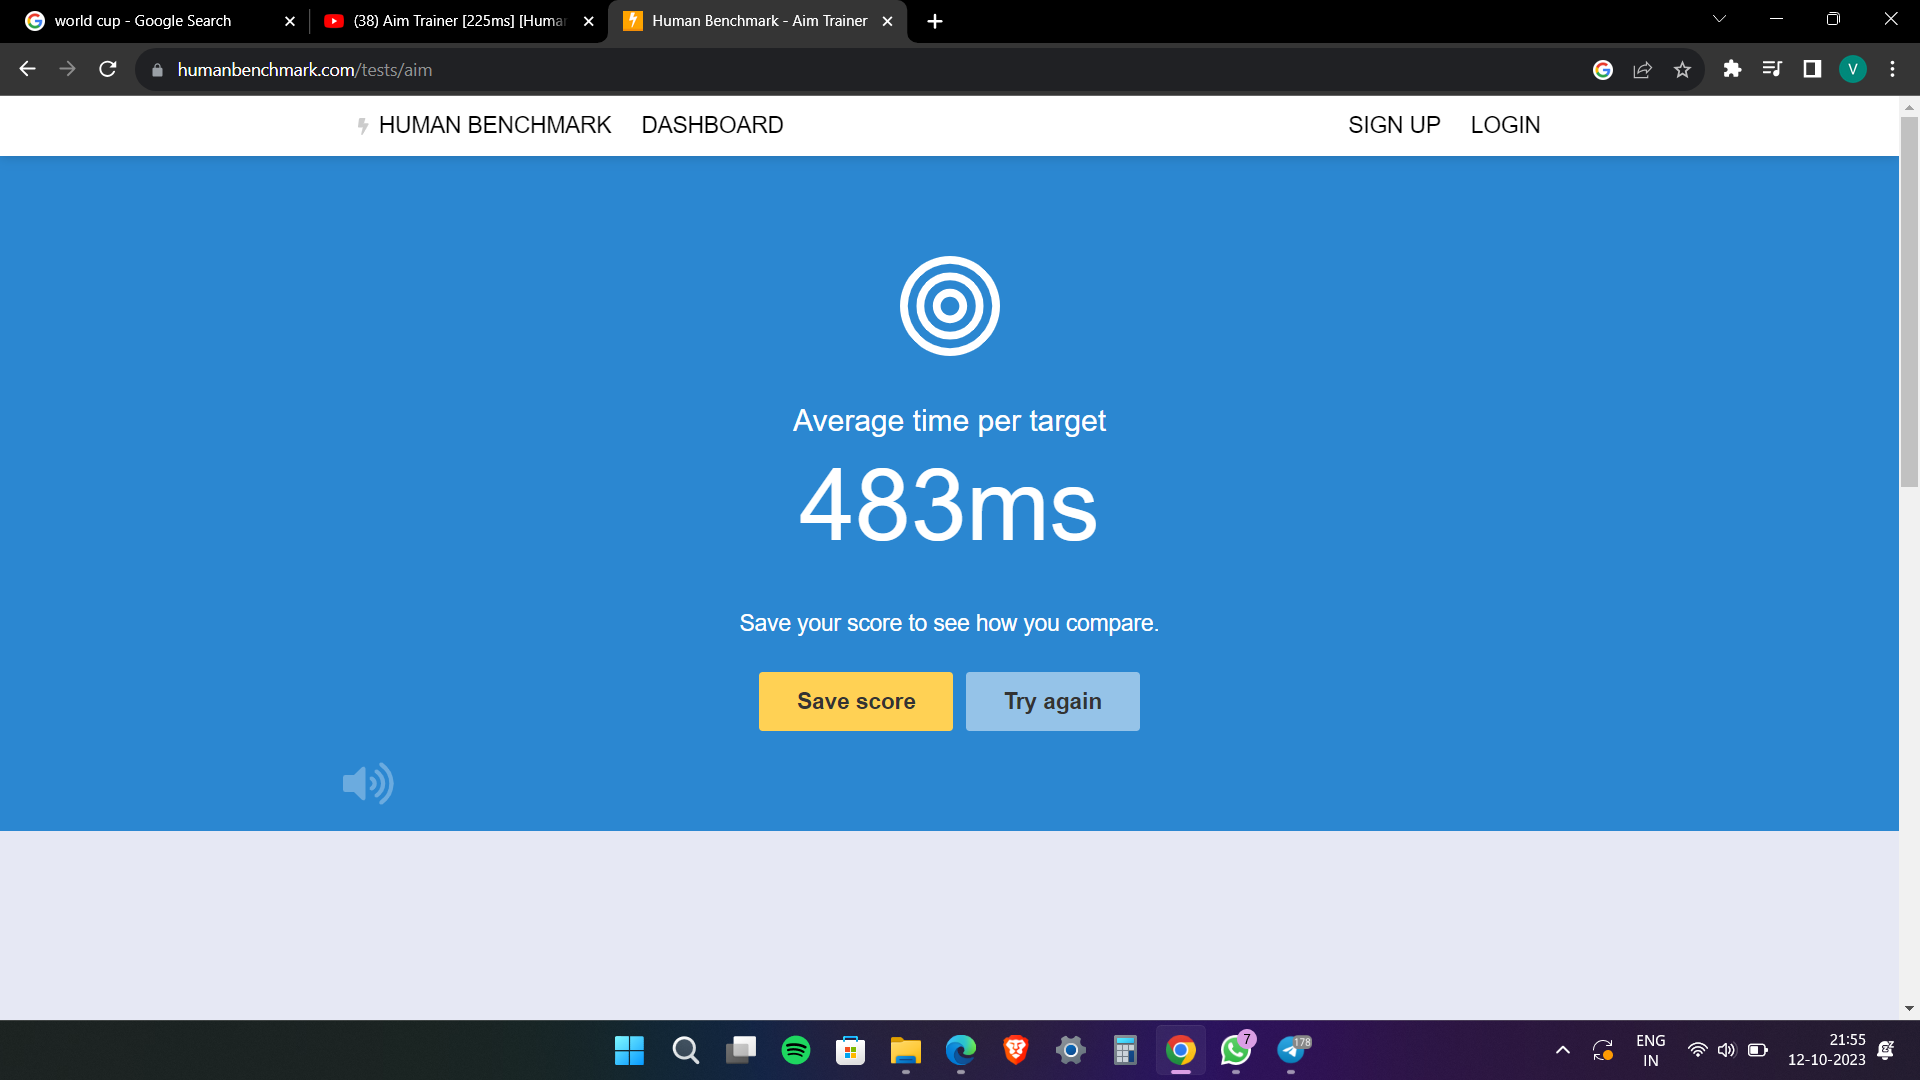 world cup - Google Search
(38) Aim Trainer [225ms] [Human
Human Benchmark - Aim Trainer
humanbenchmark.com/tests/aim
V
HUMAN BENCHMARK DASHBOARD SIGN UP LOGIN
Average time per target
483ms
Save your score to see how you compare.
Save score
Try again
7
178
ENG
IN
21:55
12-10-2023